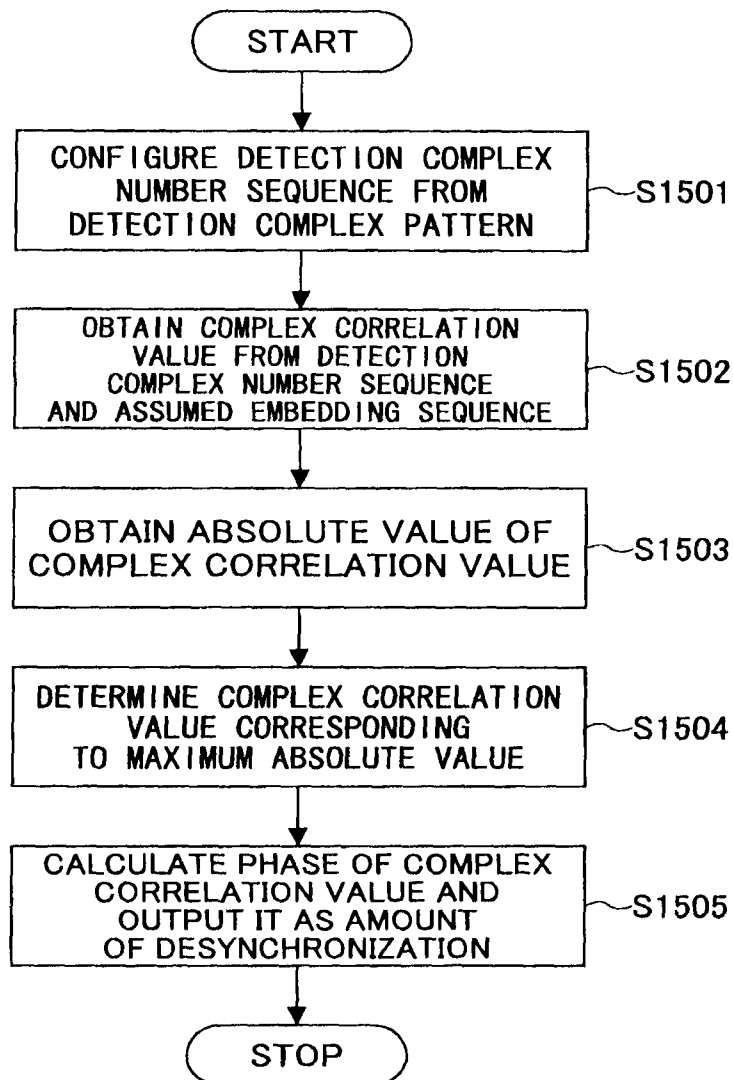 START
CONFIGURE DETECTION COMPLEX
NUMBER SEQUENCE FROM
DETECTION COMPLEX PATTERN
S1501
OBTAIN COMPLEX CORRELATION
VALUE FROM DETECTION
COMPLEX NUMBER SEQUENCE
AND ASSUMED EMBEDDING SEQUENCE
S1502
OBTAIN ABSOLUTE VALUE OF
COMPLEX CORRELATION VALUE
S1503
DETERMINE COMPLEX CORRELATION
VALUE CORRESPONDING
TO MAXIMUM ABSOLUTE VALUE
S1504
CALCULATE PHASE OF COMPLEX
CORRELATION VALUE AND
OUTPUT IT AS AMOUNT
OF DESYNCHRONIZATION
S1505
STOP